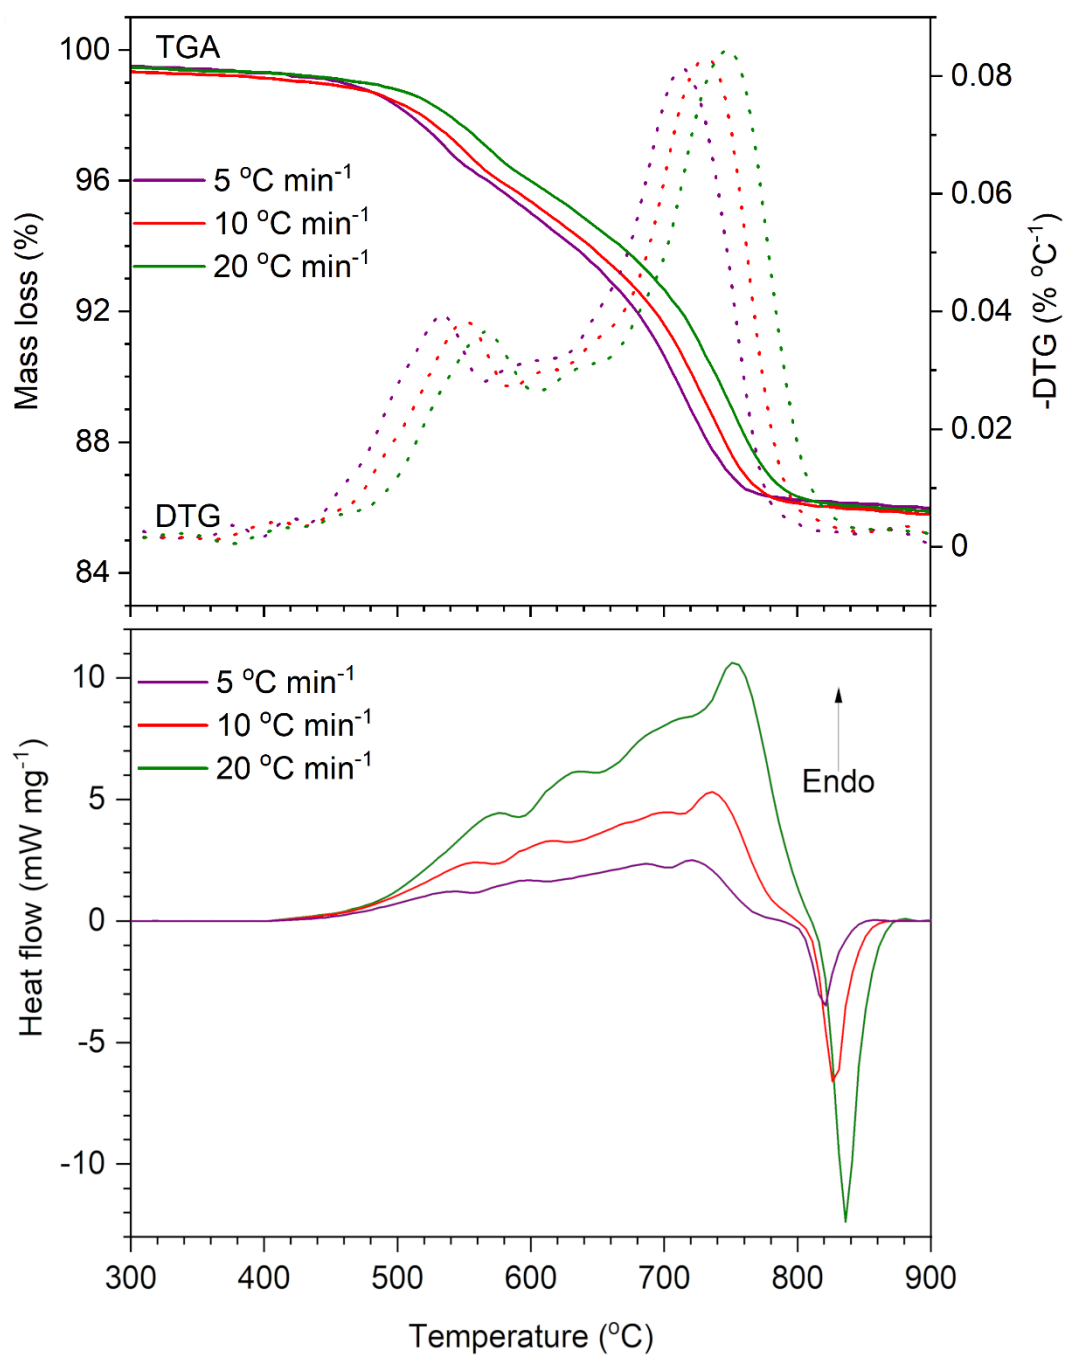 TGA
5 °C min⁻¹
10 °C min⁻¹
20 °C min⁻¹
DTG
100
96
92
88
84
Mass loss (%)
0.08
0.06
0.04
0.02
0
-DTG (% °C⁻¹)
5 °C min⁻¹
10 °C min⁻¹
20 °C min⁻¹
Endo
10
5
0
-5
-10
Heat flow (mW mg⁻¹)
300 400 500 600 700 800 900
Temperature (°C)